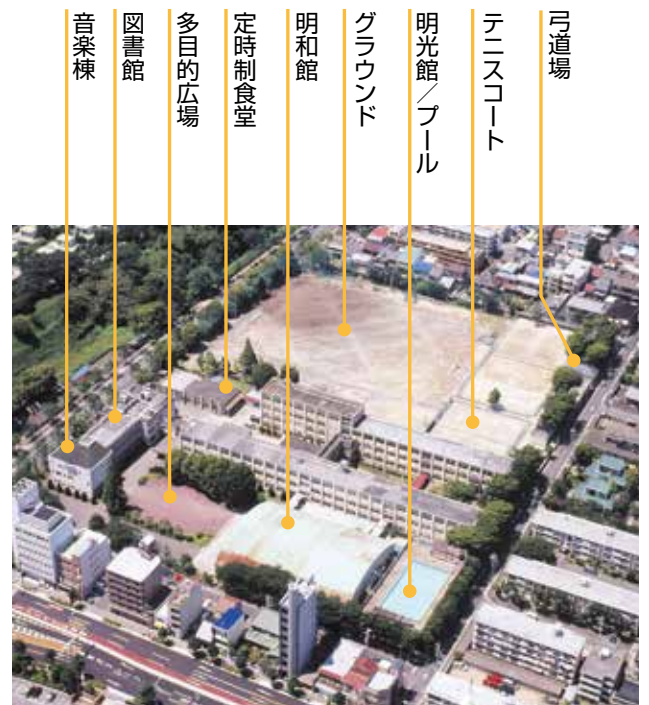 弓道場
テニスコート
明光館/プール
グラウンド
明和館
定時制食堂
多目的広場
図書館
音楽棟